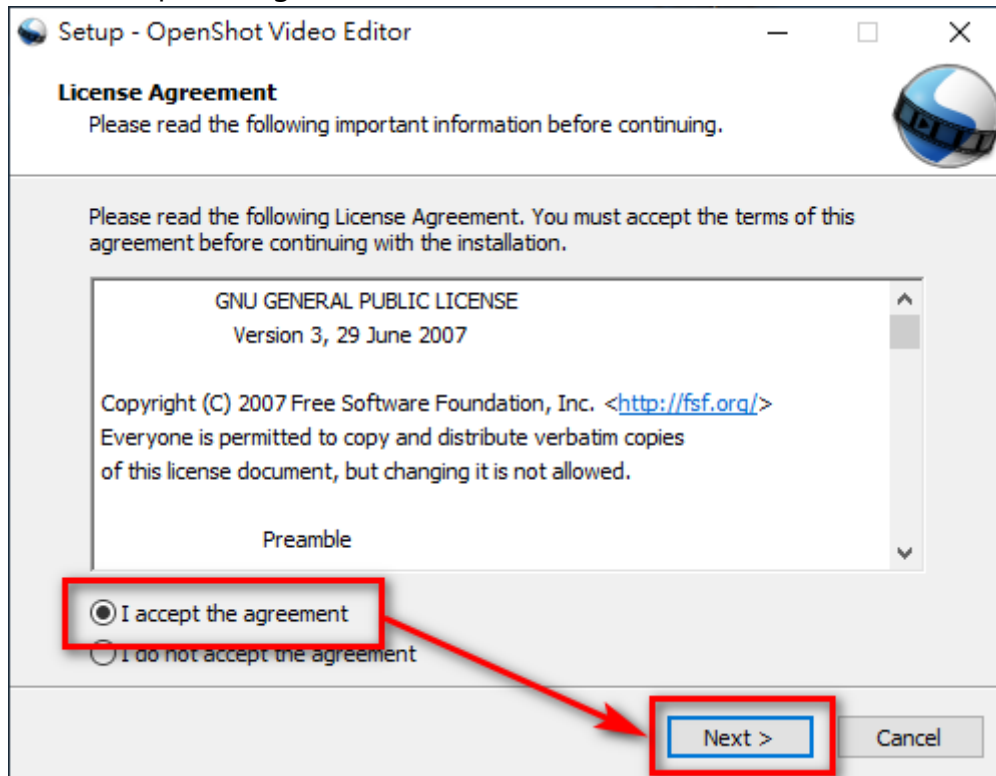 Setup - OpenShot Video Editor
License Agreement
Please read the following important information before continuing.
Please read the following License Agreement. You must accept the terms of this
agreement before continuing with the installation.
GNU GENERAL PUBLIC LICENSE
Version 3, 29 June 2007
Copyright (C) 2007 Free Software Foundation, Inc. <http://fsf.org/>
Everyone is permitted to copy and distribute verbatim copies
of this license document, but changing it is not allowed.
Preamble
I accept the agreement
I do not accept the agreement
Next >
Cancel